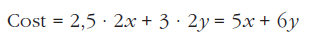 Cost = 2,5 · 2x + 3 · 2y = 5x + 6y